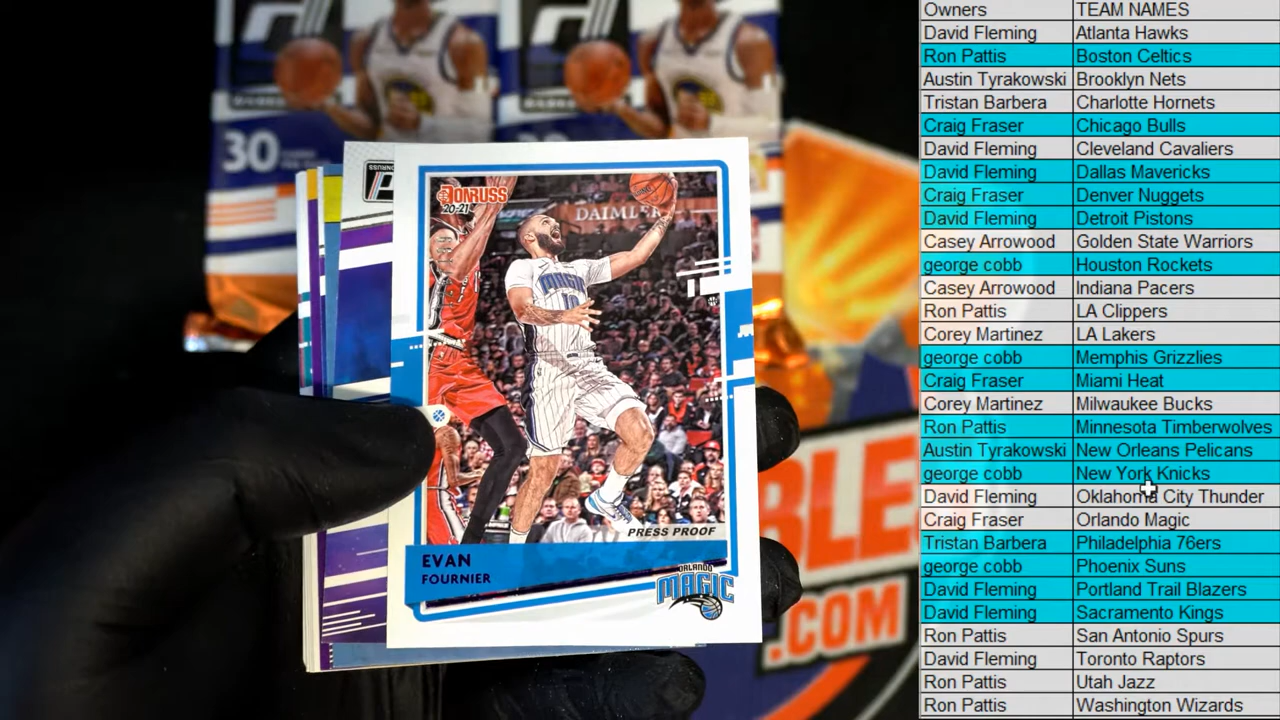 30
DONRUSS
DONRUSS
20-21
DAIMLER
PRESS PROOF
EVAN
FOURNIER
ORLANDO
MAGIC
MAGIC
BLE
.COM
Owners TEAM NAMES
David Fleming Atlanta Hawks
Ron Pattis Boston Celtics
Austin Tyrakowski Brooklyn Nets
Tristan Barbera Charlotte Hornets
Craig Fraser Chicago Bulls
David Fleming Cleveland Cavaliers
David Fleming Dallas Mavericks
Craig Fraser Denver Nuggets
David Fleming Detroit Pistons
Casey Arrowood Golden State Warriors
george cobb Houston Rockets
Casey Arrowood Indiana Pacers
Ron Pattis LA Clippers
Corey Martinez LA Lakers
george cobb Memphis Grizzlies
Craig Fraser Miami Heat
Corey Martinez Milwaukee Bucks
Ron Pattis Minnesota Timberwolves
Austin Tyrakowski New Orleans Pelicans
george cobb New York Knicks
David Fleming Oklahoma City Thunder
Craig Fraser Orlando Magic
Tristan Barbera Philadelphia 76ers
george cobb Phoenix Suns
David Fleming Portland Trail Blazers
David Fleming Sacramento Kings
Ron Pattis San Antonio Spurs
David Fleming Toronto Raptors
Ron Pattis Utah Jazz
Ron Pattis Washington Wizards